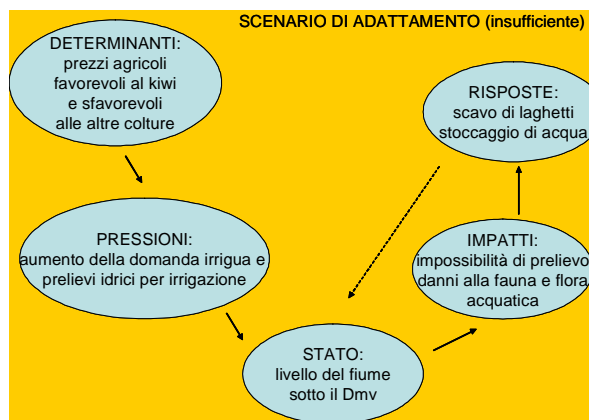 SCENARIO DI ADATTAMENTO (insufficiente)
DETERMINANTI:
prezzi agricoli
favorevoli al kiwi
e sfavorevoli
alle altre colture
PRESSIONI:
aumento della domanda irrigua e
prelievi idrici per irrigazione
STATO:
livello del fiume
sotto il Dmv
IMPATTI:
impossibilità di prelievo
danni alla fauna e flora
acquatica
RISPOSTE:
scavo di laghetti
stoccaggio di acqua